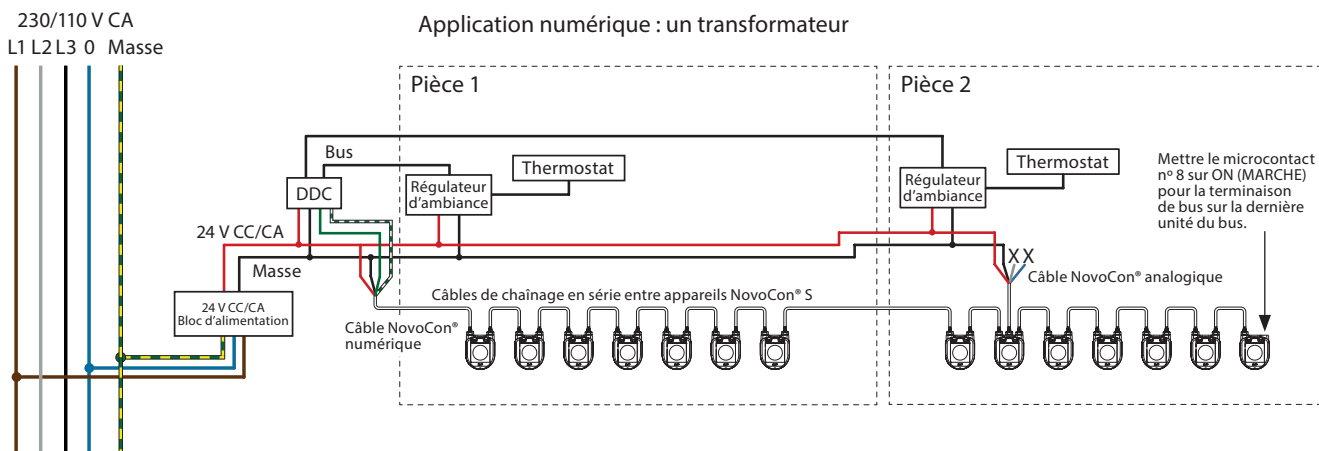 230/110 V CA
L1 L2 L3 0 Masse
Application numérique : un transformateur
Pièce 1
Pièce 2
Bus
Thermostat
DDC
Régulateur
d’ambiance
Régulateur
d’ambiance
Thermostat
Mettre le microcontact
nº 8 sur ON (MARCHE)
pour la terminaison
de bus sur la dernière
unité du bus.
24 V CC/CA
Masse
X X
Câble NovoCon® analogique
24 V CC/CA
Bloc d’alimentation
Câbles de chaînage en série entre appareils NovoCon® S
Câble NovoCon®
numérique